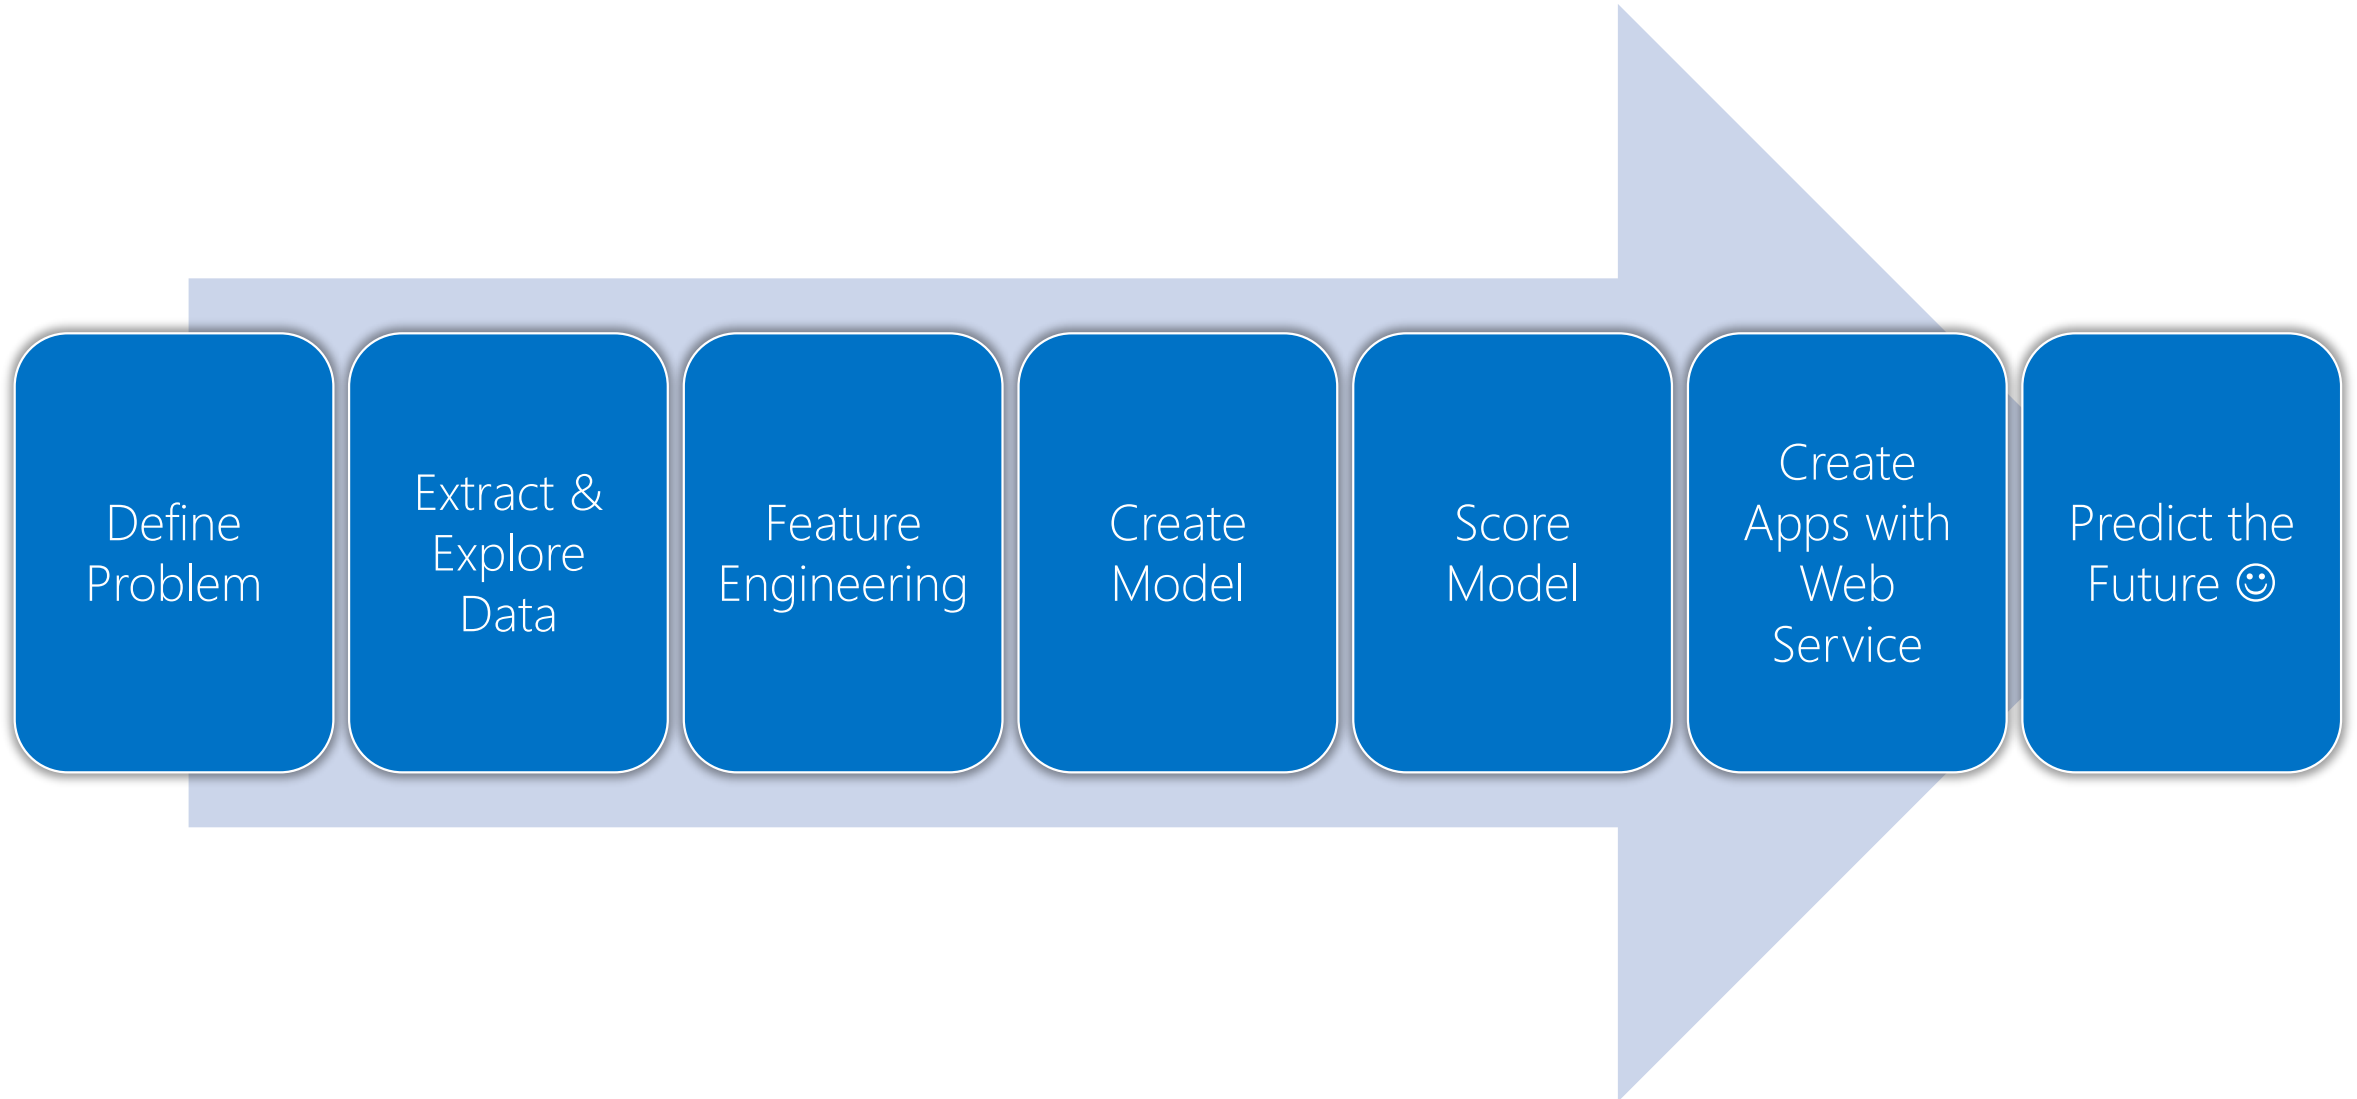 Define
Problem
Extract &
Explore
Data
Feature
Engineering
Create
Model
Score
Model
Create
Apps with
Web
Service
Predict the
Future ☺